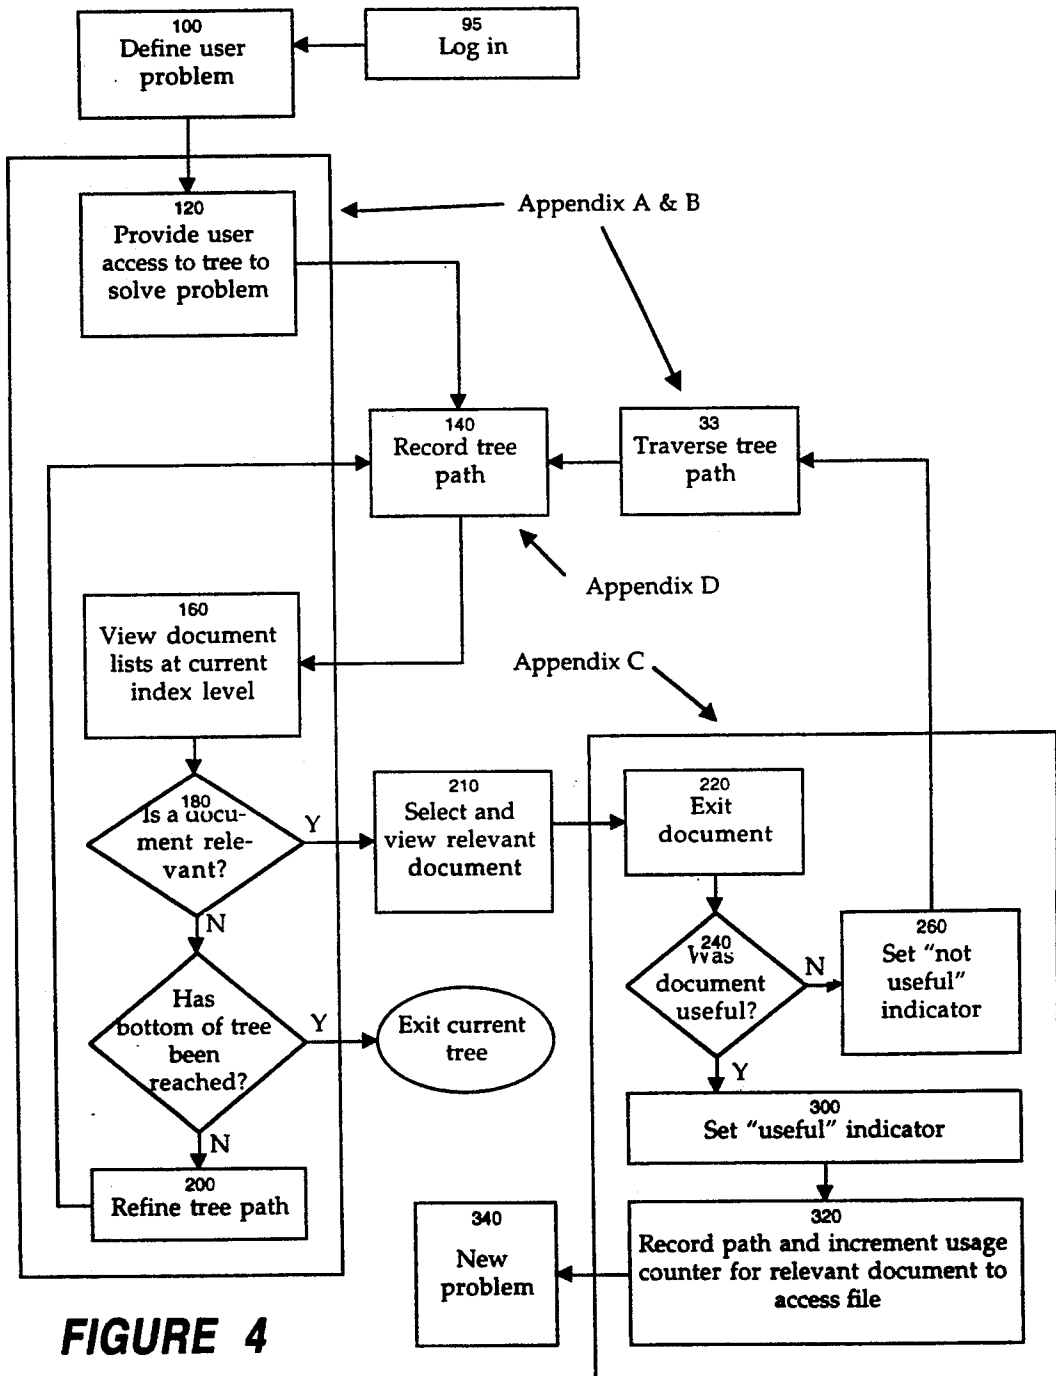 100
Define user
problem
95
Log in
120
Provide user
access to tree to
solve problem
Appendix A & B
140
Record tree
path
33
Traverse tree
path
Appendix D
160
View document
lists at current
index level
Appendix C
180
Is a docu-
ment rele-
vant?
Y
N
210
Select and
view relevant
document
220
Exit
document
240
Was
document
useful?
N
Y
260
Set "not
useful"
indicator
Has
bottom of tree
been
reached?
Y
N
Exit current
tree
300
Set "useful" indicator
200
Refine tree path
340
New
problem
320
Record path and increment usage
counter for relevant document to
access file
FIGURE 4